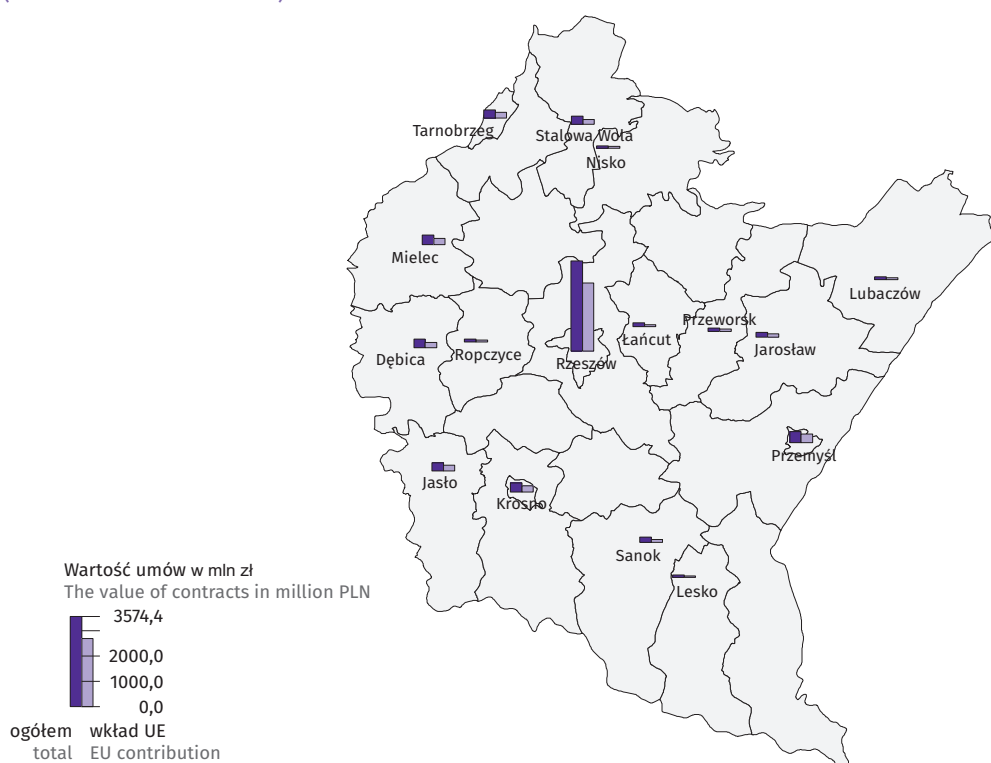 Tarnobrzeg
Stalowa Wola
Nisko
Mielec
Lubaczów
Przeworsk
Łańcut
Jarosław
Dębica
Ropczyce
Rzeszów
Przemyśl
Jasło
Krosno
Sanok
Lesko
Wartość umów w mln zł
The value of contracts in million PLN
3574,4
2000,0
1000,0
0,0
ogółem wkład UE
total EU contribution